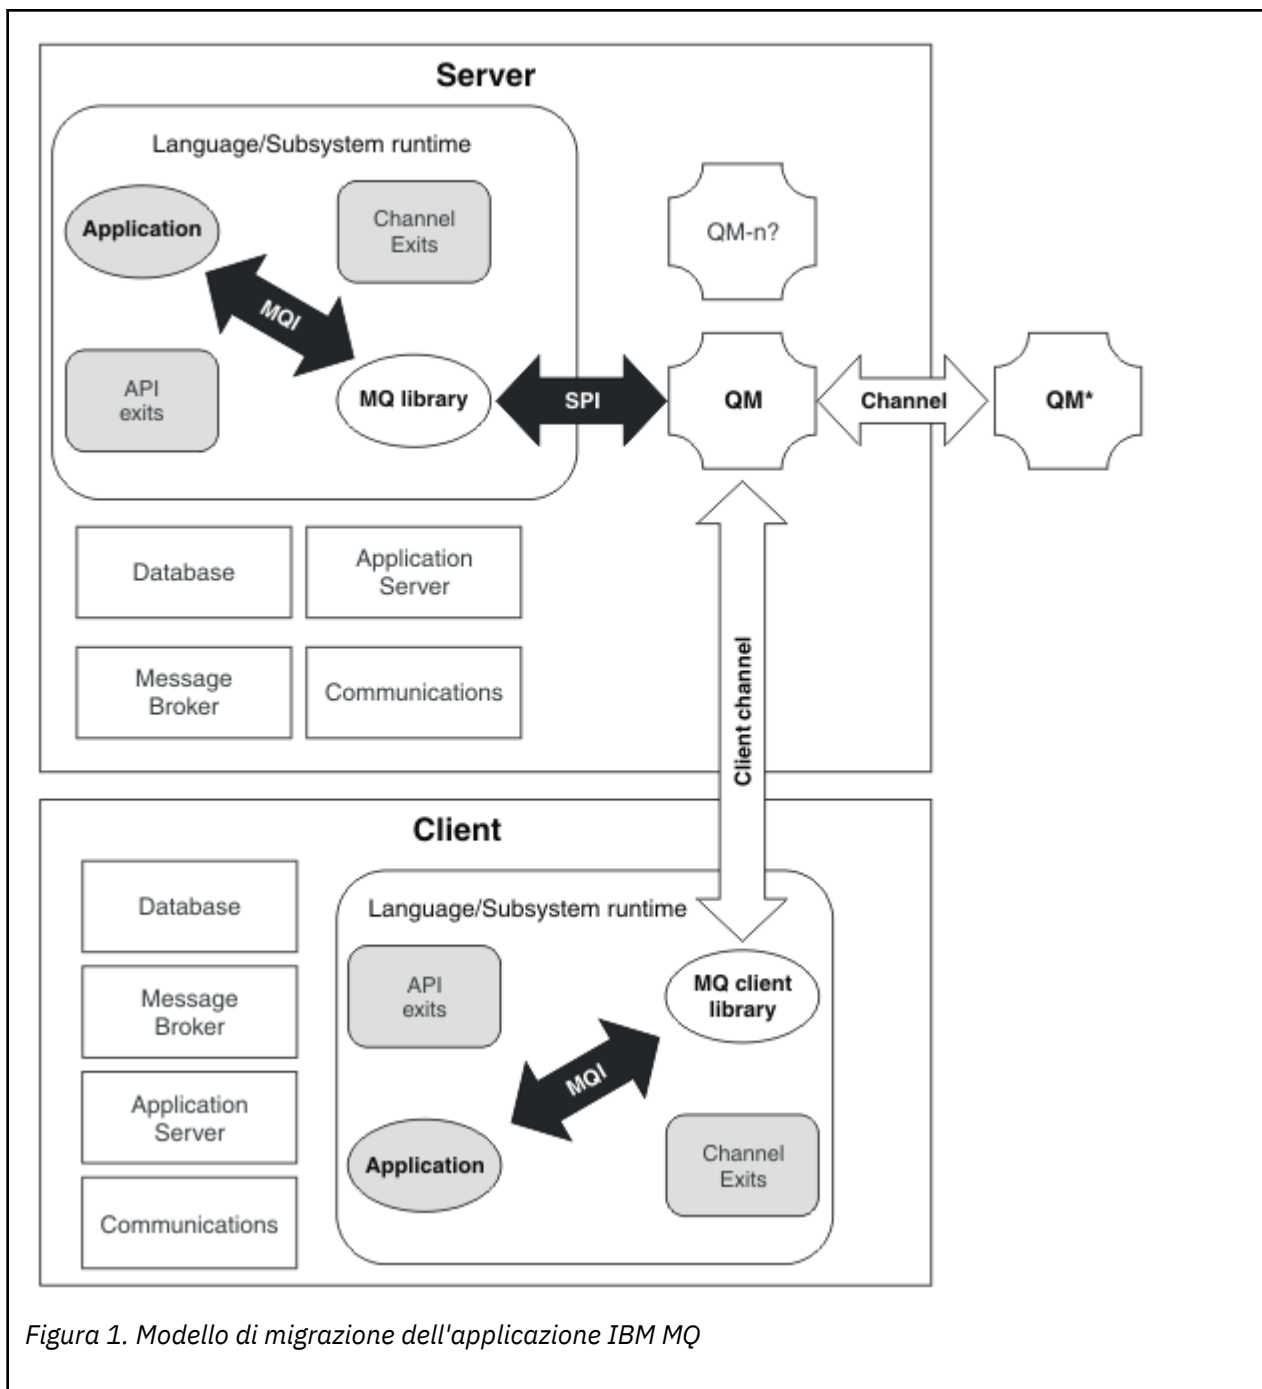 Server
Language/Subsystem runtime
Application
Channel
Exits
MQI
API
exits
MQ library
SPI
QM-n?
QM
Channel
QM*
Database
Application
Server
Message
Broker
Communications
Client channel
Client
Database
Message
Broker
Application
Server
Communications
Language/Subsystem runtime
API
exits
MQ client
library
MQI
Application
Channel
Exits
Figura 1. Modello di migrazione dell'applicazione IBM MQ